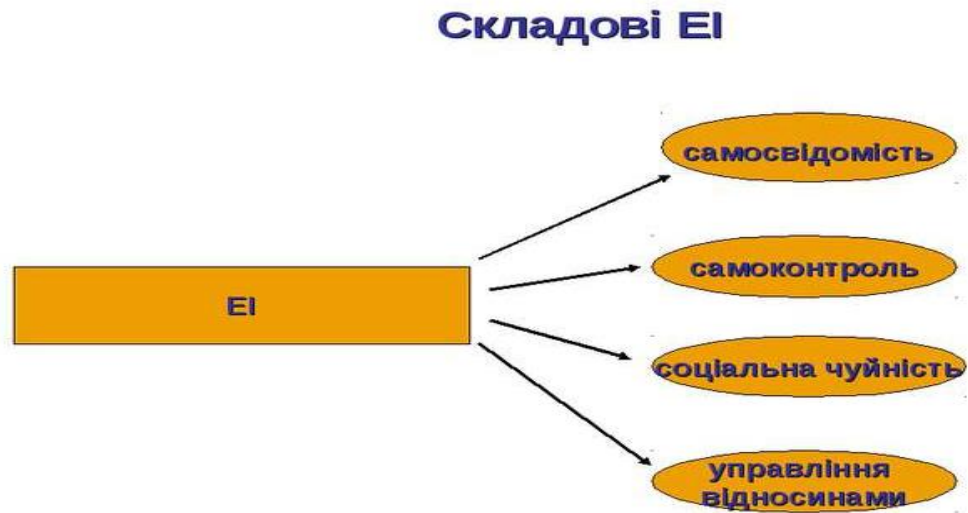 Складові ЕІ
самосвідомість
самоконтроль
ЕІ
соціальна чуйність
управління
відносинами